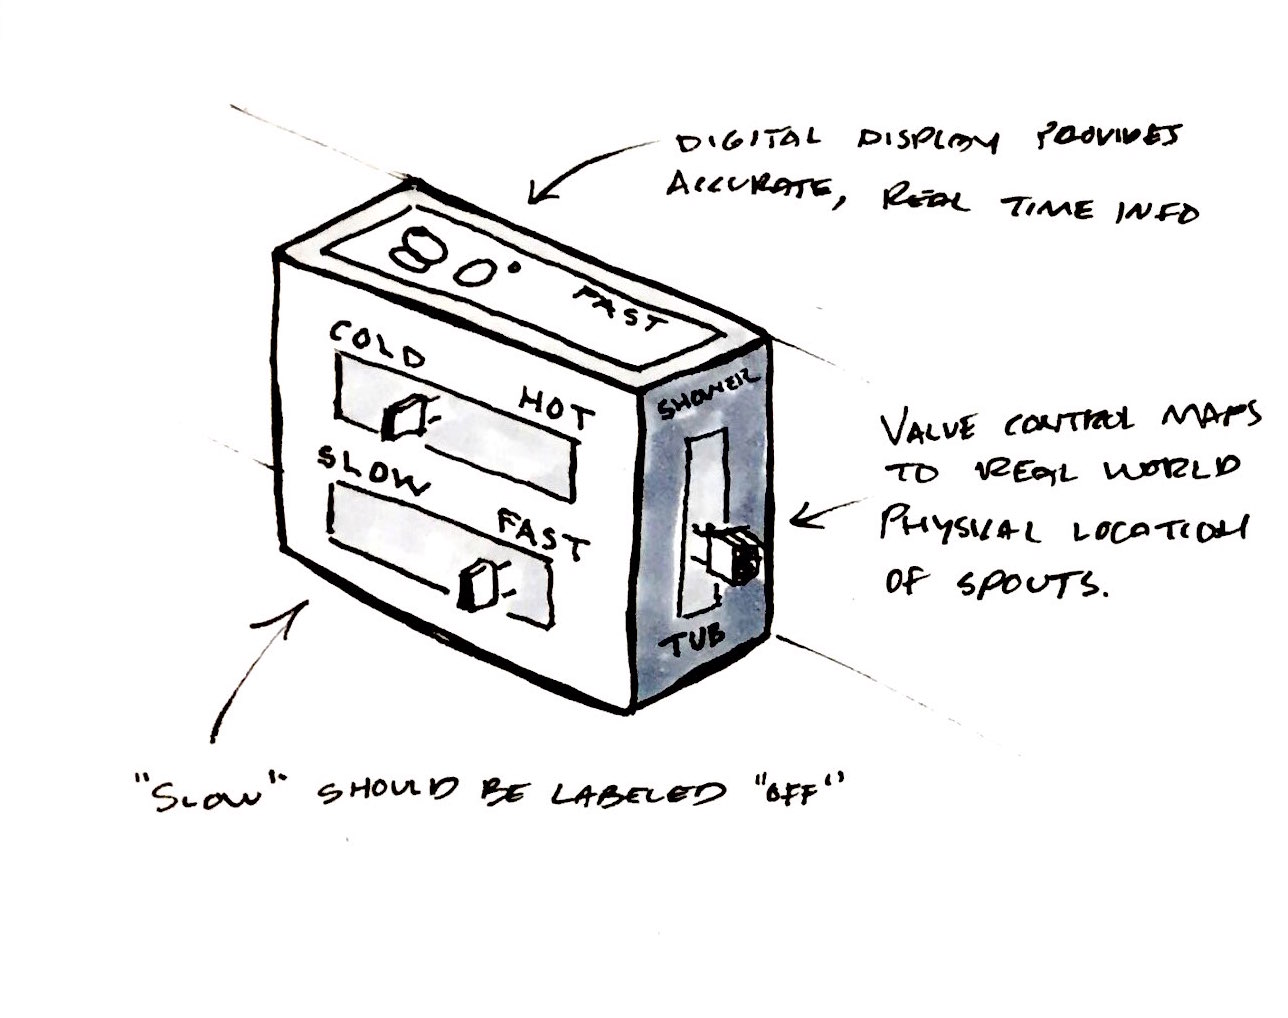 DIGITAL DISPLAY PROVIDES
ACCURATE, REAL TIME INFO
80° FAST
COLD HOT
SLOW FAST
SHOWER
TUB
VALUE CONTROL MAPS
TO REAL WORLD
PHYSICAL LOCATION
OF SPOUTS.
"SLOW" SHOULD BE LABELED "OFF"